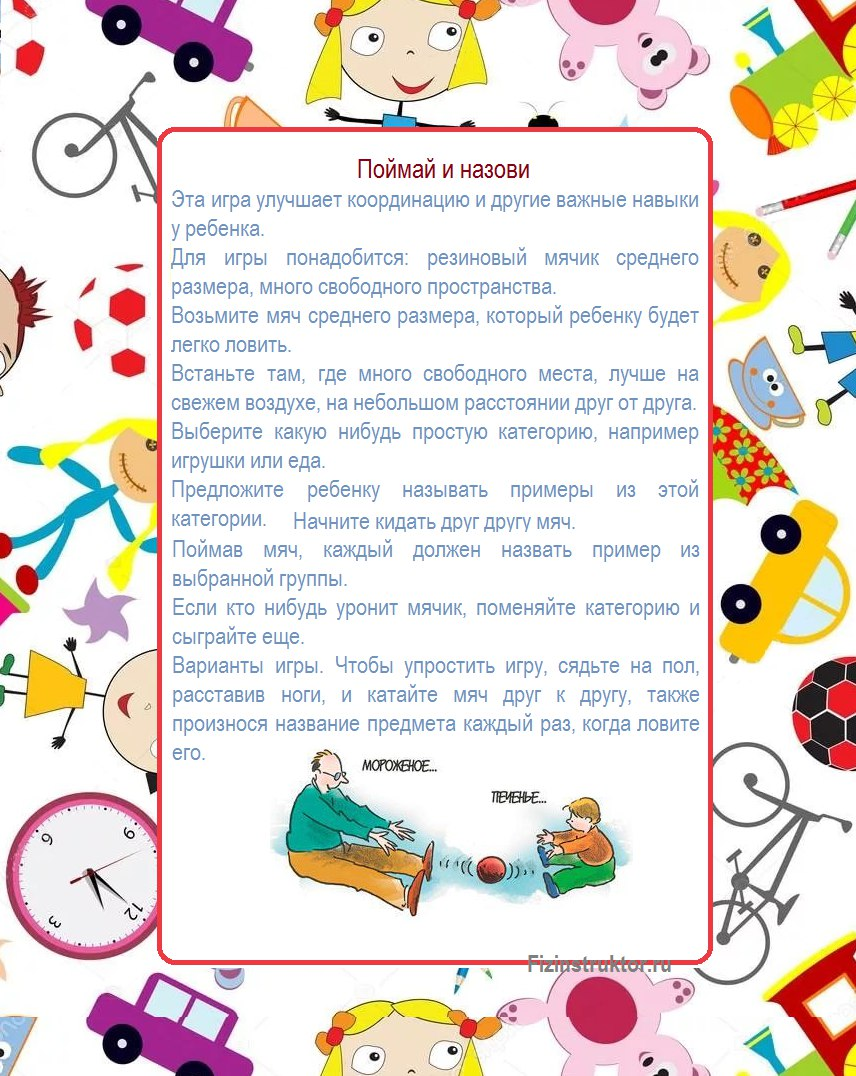 Поймай и назови
Эта игра улучшает координацию и другие важные навыки
у ребенка.
Для игры понадобится: резиновый мячик среднего
размера, много свободного пространства.
Возьмите мяч среднего размера, который ребенку будет
легко ловить.
Встаньте там, где много свободного места, лучше на
свежем воздухе, на небольшом расстоянии друг от друга.
Выберите какую нибудь простую категорию, например
игрушки или еда.
Предложите ребенку называть примеры из этой
категории. Начните кидать друг другу мяч.
Поймав мяч, каждый должен назвать пример из
выбранной группы.
Если кто нибудь уронит мячик, поменяйте категорию и
сыграйте еще.
Варианты игры. Чтобы упростить игру, сядьте на пол,
расставив ноги, и катайте мяч друг к другу, также
произнося название предмета каждый раз, когда ловите
его.
МОРОЖЕНОЕ...
ПЕЧЕНЬЕ...
9
6
3
12
Fiziustruktor.ru